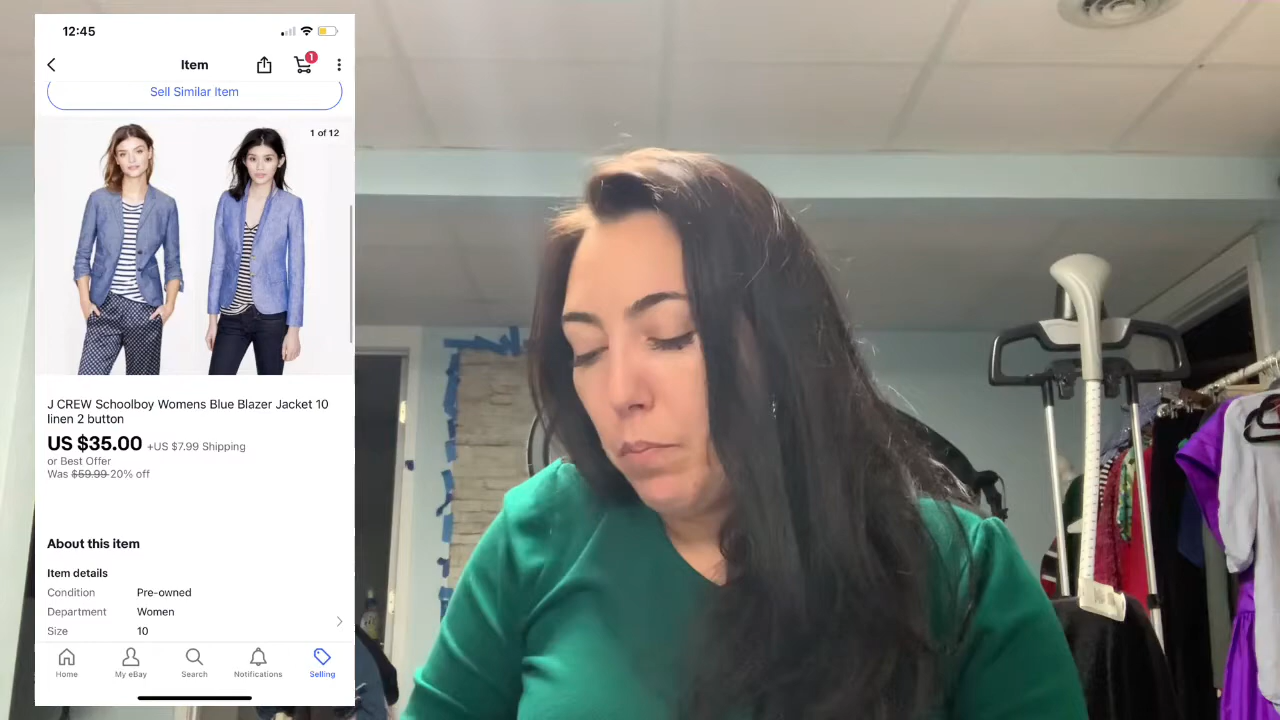 12:45
Item
1
Sell Similar Item
1 of 12
J CREW Schoolboy Womens Blue Blazer Jacket 10
linen 2 button
US $35.00 +US $7.99 Shipping
or Best Offer
Was $59.99 20% off
About this item
Item details
Condition Pre-owned
Department Women
Size 10
Home My eBay Search Notifications Selling